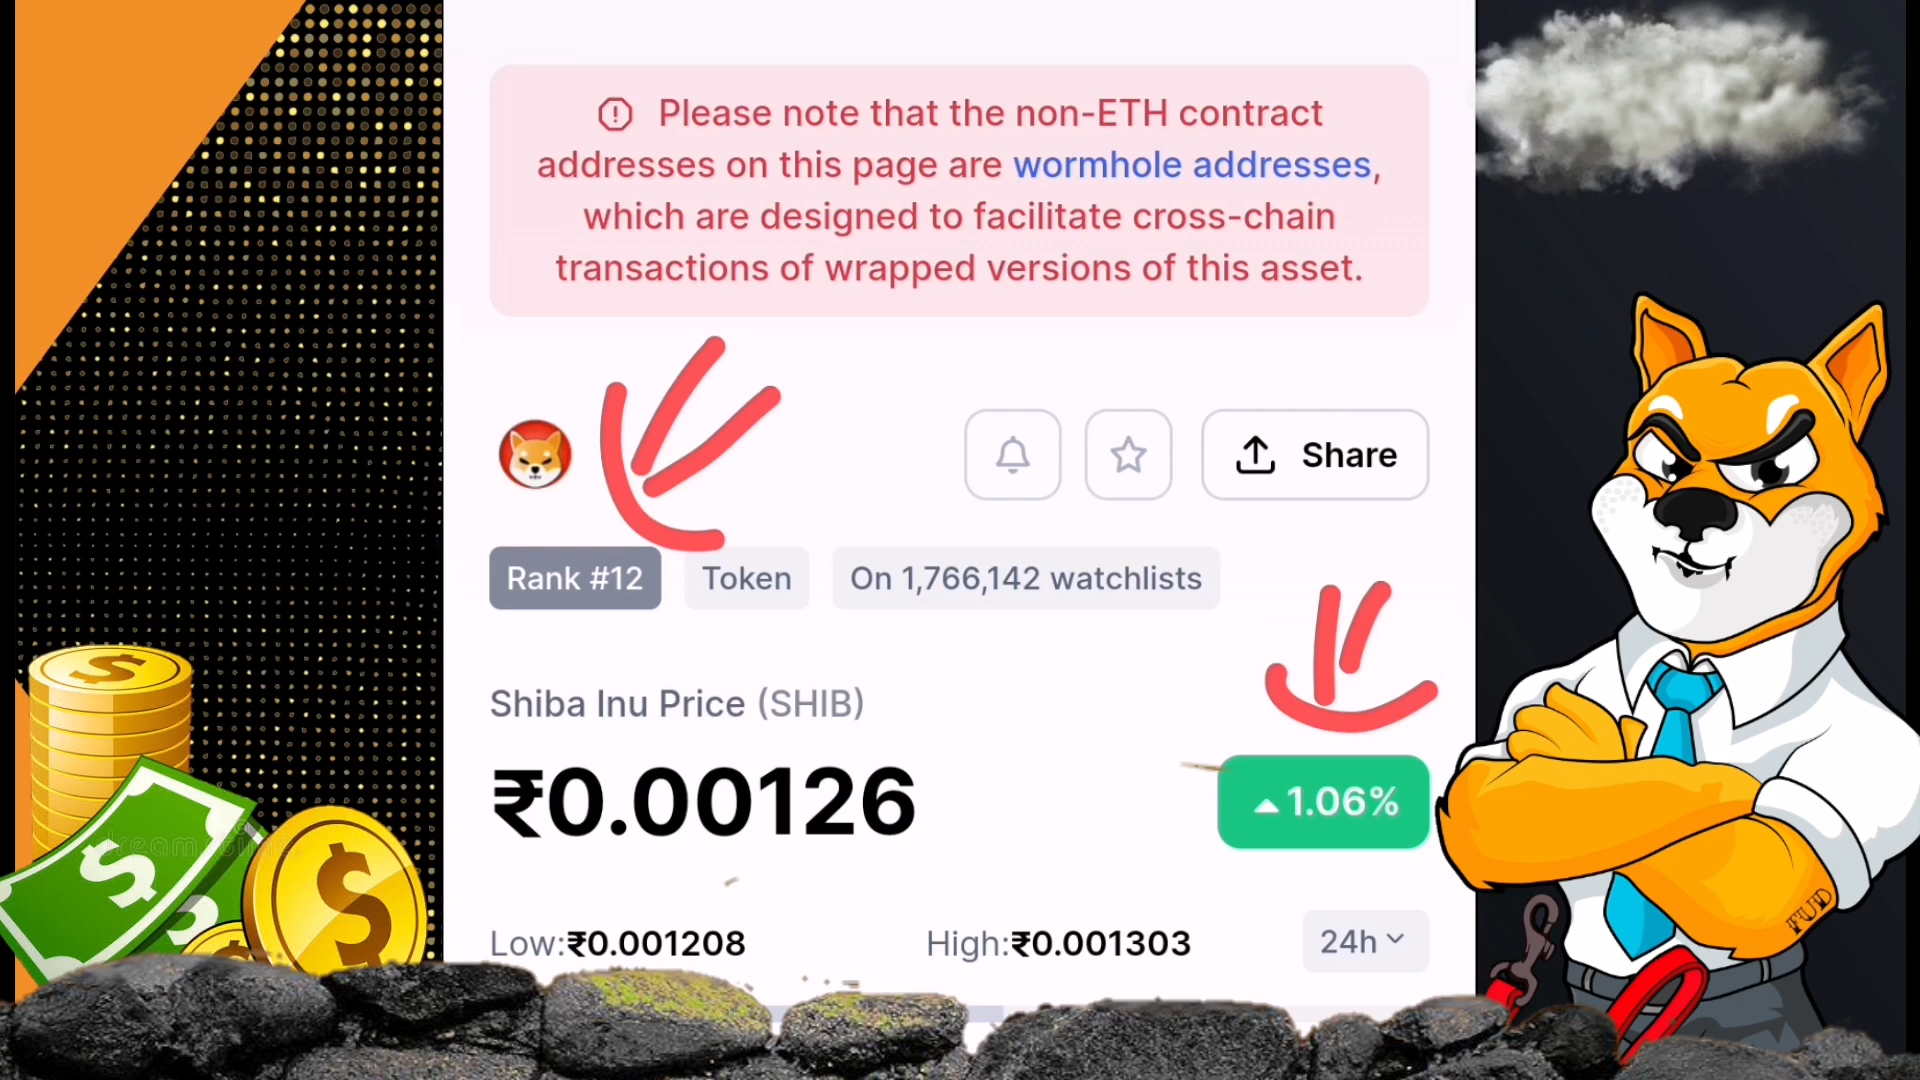 Please note that the non-ETH contract
addresses on this page are wormhole addresses,
which are designed to facilitate cross-chain
transactions of wrapped versions of this asset.
Share
Rank #12 Token On 1,766,142 watchlists
Shiba Inu Price (SHIB)
₹0.00126 1.06%
Low:₹0.001208 High:₹0.001303 24h
FUD